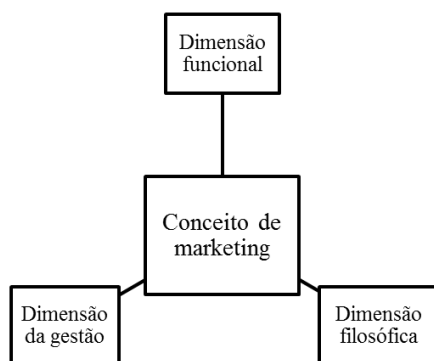 Dimensão
funcional
Conceito de
marketing
Dimensão
da gestão
Dimensão
filosófica